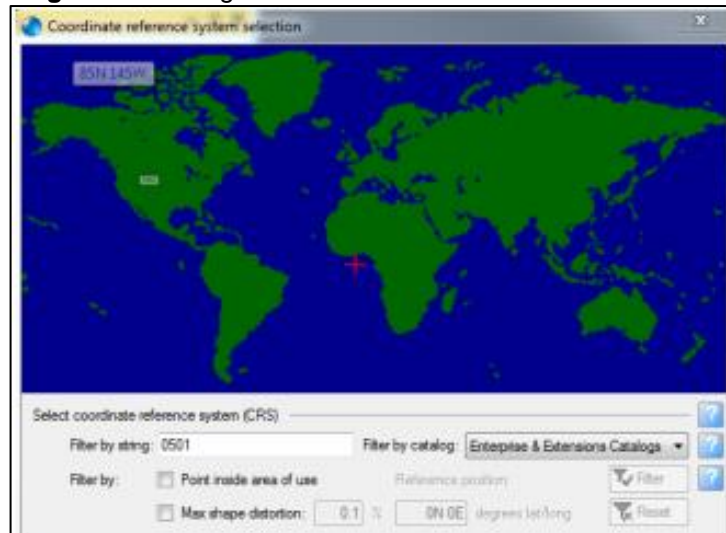 Coordinate reference system selection
85N 145W
Select coordinate reference system (CRS)
Filter by string: 0501 Filter by catalog: Enterprise & Extensions Catalogs
Filter by: Point inside area of use Reference position: Filter
Max shape distortion: 0.1 % 0N 0E degrees lat/long Reset